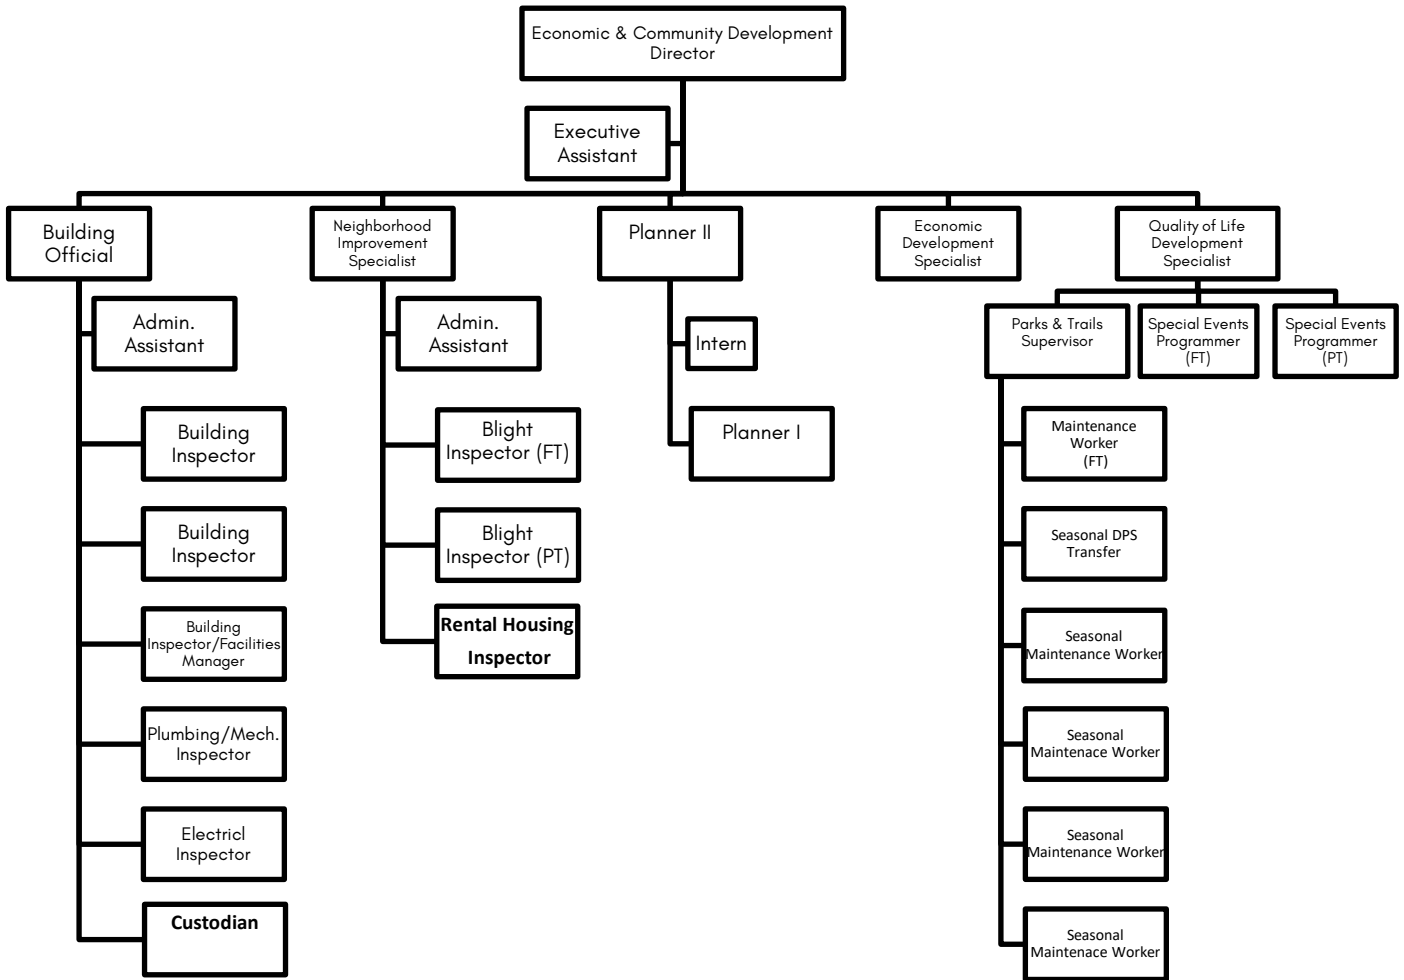 Economic & Community Development
Director
Executive
Assistant
Building
Official
Neighborhood
Improvement
Specialist
Planner II
Economic
Development
Specialist
Quality of Life
Development
Specialist
Admin.
Assistant
Admin.
Assistant
Intern
Parks & Trails
Supervisor
Special Events
Programmer
(FT)
Special Events
Programmer
(PT)
Building
Inspector
Blight
Inspector (FT)
Planner I
Maintenance
Worker
(FT)
Building
Inspector
Blight
Inspector (PT)
Seasonal DPS
Transfer
Building
Inspector/Facilities
Manager
Rental Housing
Inspector
Seasonal
Maintenance Worker
Plumbing/Mech.
Inspector
Seasonal
Maintenace Worker
Electricl
Inspector
Seasonal
Maintenance Worker
Custodian
Seasonal
Maintenace Worker